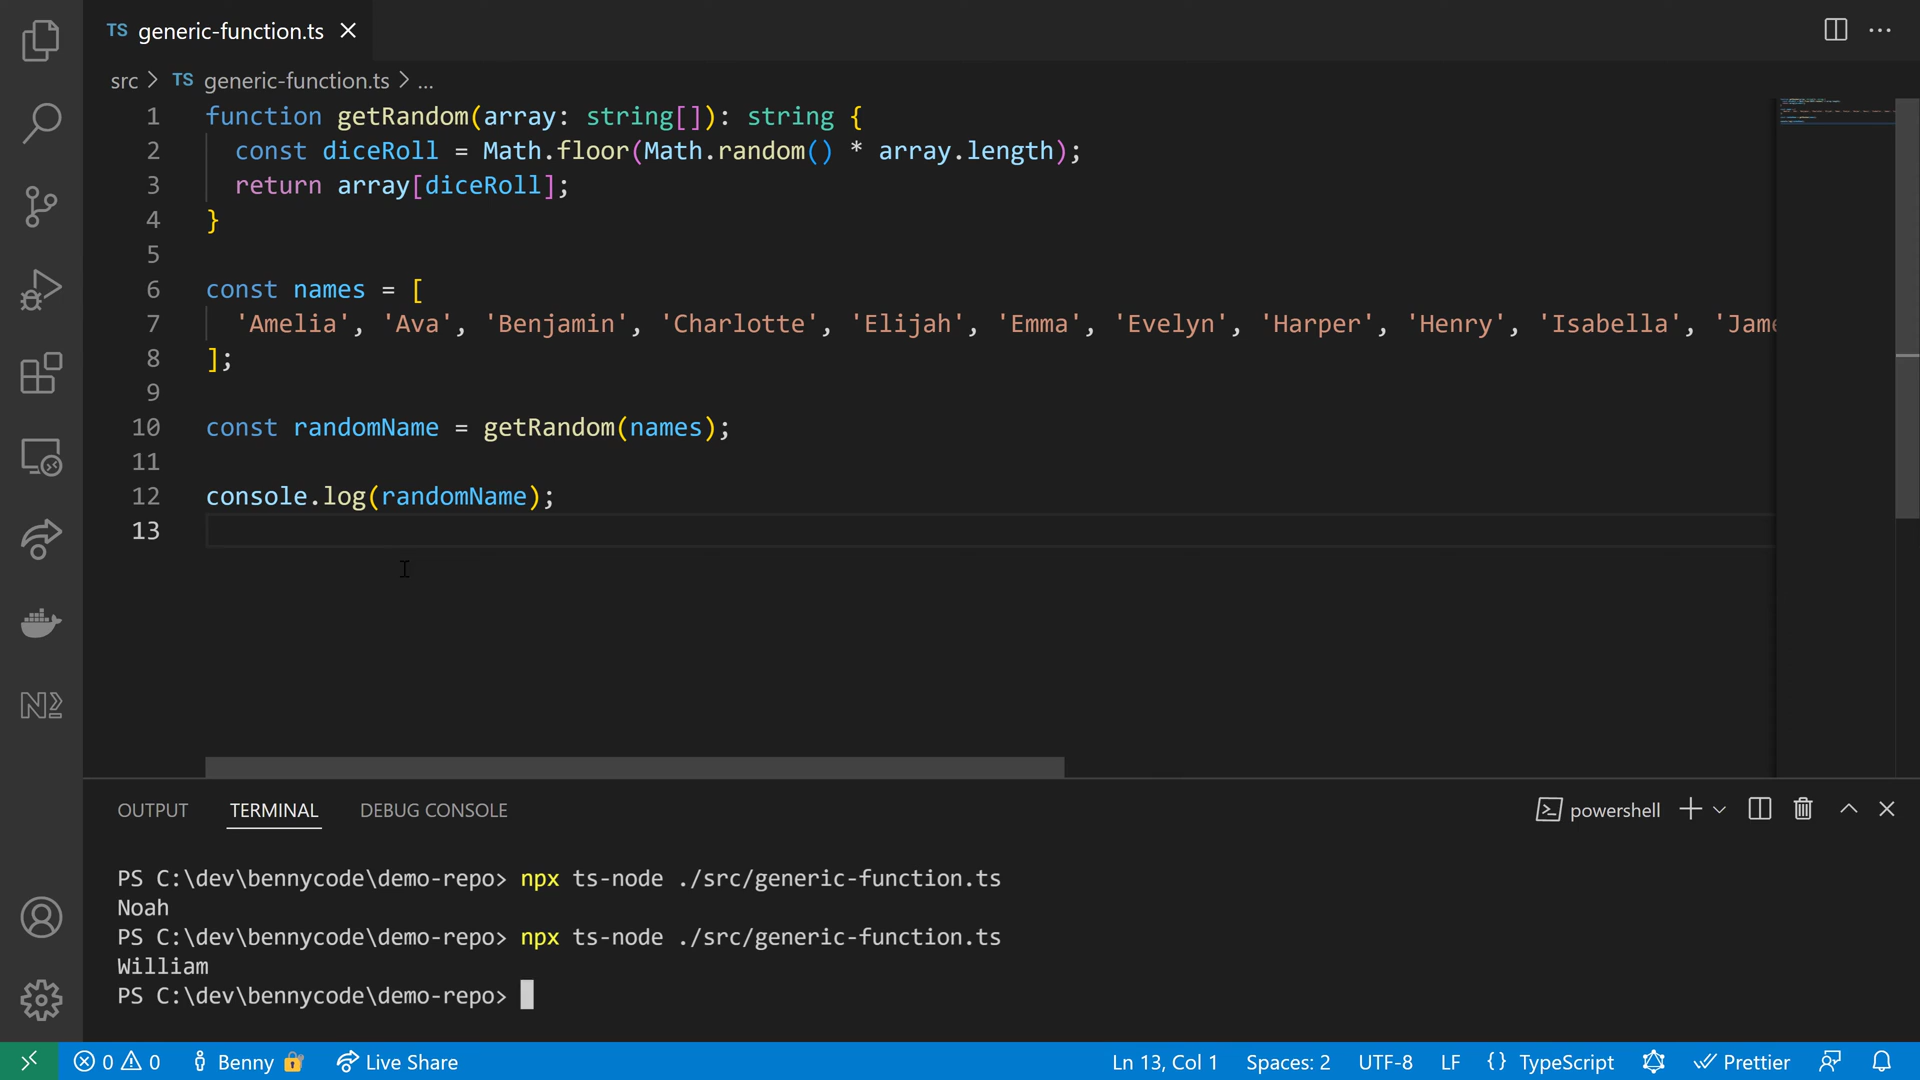 TS generic-function.ts
src > TS generic-function.ts > ...
1 function getRandom(array: string[]): string {
2 const diceRoll = Math.floor(Math.random() * array.length);
3 return array[diceRoll];
4 }
5
6 const names = [
7 'Amelia', 'Ava', 'Benjamin', 'Charlotte', 'Elijah', 'Emma', 'Evelyn', 'Harper', 'Henry', 'Isabella', 'Jame
8 ];
9
10 const randomName = getRandom(names);
11
12 console.log(randomName);
13
OUTPUT TERMINAL DEBUG CONSOLE powershell
PS C:\dev\bennycode\demo-repo> npx ts-node ./src/generic-function.ts
Noah
PS C:\dev\bennycode\demo-repo> npx ts-node ./src/generic-function.ts
William
PS C:\dev\bennycode\demo-repo>
0 0 Benny Live Share Ln 13, Col 1 Spaces: 2 UTF-8 LF {} TypeScript Prettier